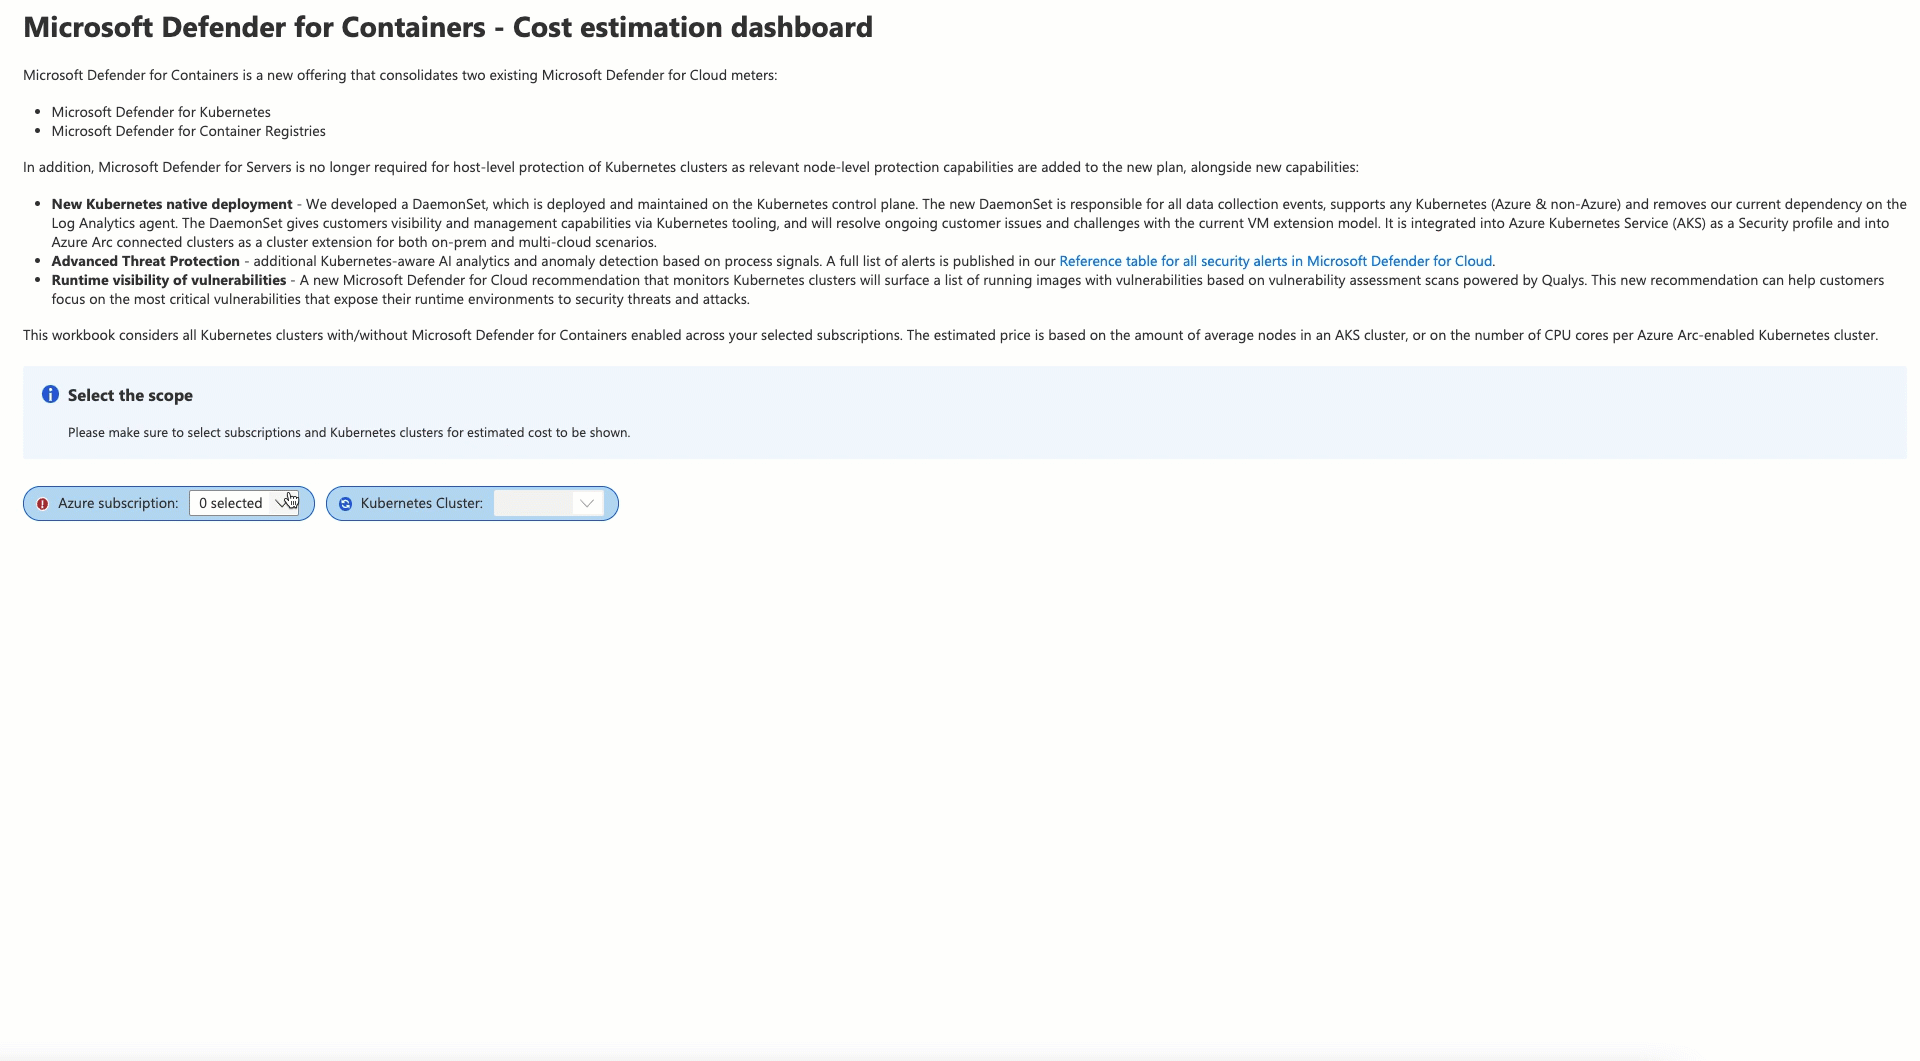 Microsoft Defender for Containers - Cost estimation dashboard
Microsoft Defender for Containers is a new offering that consolidates two existing Microsoft Defender for Cloud meters:
• Microsoft Defender for Kubernetes
• Microsoft Defender for Container Registries
In addition, Microsoft Defender for Servers is no longer required for host-level protection of Kubernetes clusters as relevant node-level protection capabilities are added to the new plan, alongside new capabilities:
• New Kubernetes native deployment - We developed a DaemonSet, which is deployed and maintained on the Kubernetes control plane. The new DaemonSet is responsible for all data collection events, supports any Kubernetes (Azure & non-Azure) and removes our current dependency on the
Log Analytics agent. The DaemonSet gives customers visibility and management capabilities via Kubernetes tooling, and will resolve ongoing customer issues and challenges with the current VM extension model. It is integrated into Azure Kubernetes Service (AKS) as a Security profile and into
Azure Arc connected clusters as a cluster extension for both on-prem and multi-cloud scenarios.
• Advanced Threat Protection - additional Kubernetes-aware AI analytics and anomaly detection based on process signals. A full list of alerts is published in our Reference table for all security alerts in Microsoft Defender for Cloud.
• Runtime visibility of vulnerabilities - A new Microsoft Defender for Cloud recommendation that monitors Kubernetes clusters will surface a list of running images with vulnerabilities based on vulnerability assessment scans powered by Qualys. This new recommendation can help customers
focus on the most critical vulnerabilities that expose their runtime environments to security threats and attacks.
This workbook considers all Kubernetes clusters with/without Microsoft Defender for Containers enabled across your selected subscriptions. The estimated price is based on the amount of average nodes in an AKS cluster, or on the number of CPU cores per Azure Arc-enabled Kubernetes cluster.
Select the scope
Please make sure to select subscriptions and Kubernetes clusters for estimated cost to be shown.
Azure subscription: 0 selected Kubernetes Cluster: